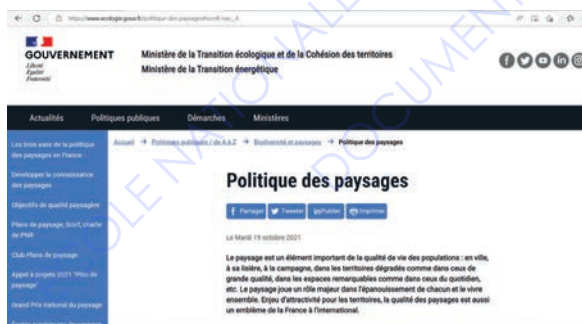 https://www.ecologie.gouv.fr/politique-des-paysages#scroll-nav__4
GOUVERNEMENT
Liberté
Égalité
Fraternité
Ministère de la Transition écologique et de la Cohésion des territoires
Ministère de la Transition énergétique
Actualités Politiques publiques Démarches Ministères
Les trois axes de la politique
des paysages en France
Développer la connaissance
des paysages
Objectifs de qualité paysagère
Plans de paysage, SCoT, charte
de PNR
Club Plans de paysage
Appel à projets 2021 "Plan de
paysage"
Grand Prix national du paysage
Accueil → Politiques publiques / de A à Z → Biodiversité et paysages → Politique des paysages
Politique des paysages
Partager Tweeter Publier Imprimer
Le Mardi 19 octobre 2021
Le paysage est un élément important de la qualité de vie des populations : en ville,
à sa lisière, à la campagne, dans les territoires dégradés comme dans ceux de
grande qualité, dans les espaces remarquables comme dans ceux du quotidien,
etc. Le paysage joue un rôle majeur dans l'épanouissement de chacun et le vivre
ensemble. Enjeu d'attractivité pour les territoires, la qualité des paysages est aussi
un emblème de la France à l'international.
OLE NATIONALE
DOCUMEN